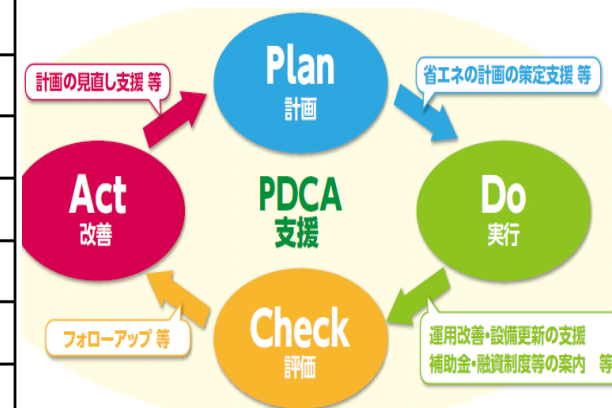 Plan
計画
計画の見直し支援 等
省エネの計画の策定支援 等
Act
改善
PDCA
支援
Do
実行
フォローアップ 等
Check
評価
運用改善・設備更新の支援
補助金・融資制度等の案内 等